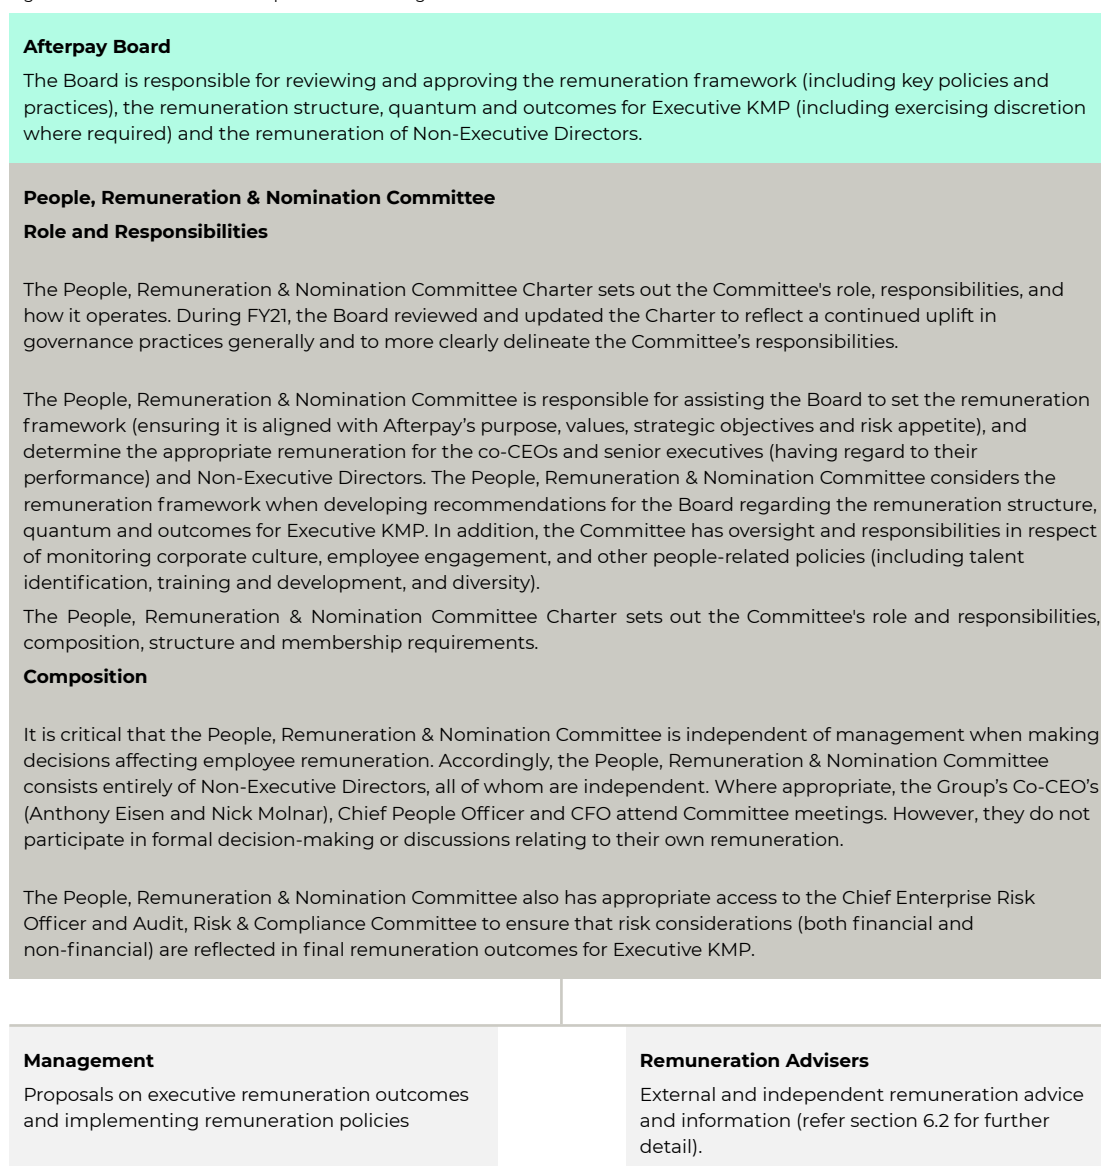 Afterpay Board
The Board is responsible for reviewing and approving the remuneration framework (including key policies and
practices), the remuneration structure, quantum and outcomes for Executive KMP (including exercising discretion
where required) and the remuneration of Non-Executive Directors.
People, Remuneration & Nomination Committee
Role and Responsibilities
The People, Remuneration & Nomination Committee Charter sets out the Committee's role, responsibilities, and
how it operates. During FY21, the Board reviewed and updated the Charter to reflect a continued uplift in
governance practices generally and to more clearly delineate the Committee’s responsibilities.
The People, Remuneration & Nomination Committee is responsible for assisting the Board to set the remuneration
framework (ensuring it is aligned with Afterpay’s purpose, values, strategic objectives and risk appetite), and
determine the appropriate remuneration for the co-CEOs and senior executives (having regard to their
performance) and Non-Executive Directors. The People, Remuneration & Nomination Committee considers the
remuneration framework when developing recommendations for the Board regarding the remuneration structure,
quantum and outcomes for Executive KMP. In addition, the Committee has oversight and responsibilities in respect
of monitoring corporate culture, employee engagement, and other people-related policies (including talent
identification, training and development, and diversity).
The People, Remuneration & Nomination Committee Charter sets out the Committee's role and responsibilities,
composition, structure and membership requirements.
Composition
It is critical that the People, Remuneration & Nomination Committee is independent of management when making
decisions affecting employee remuneration. Accordingly, the People, Remuneration & Nomination Committee
consists entirely of Non-Executive Directors, all of whom are independent. Where appropriate, the Group’s Co-CEO’s
(Anthony Eisen and Nick Molnar), Chief People Officer and CFO attend Committee meetings. However, they do not
participate in formal decision-making or discussions relating to their own remuneration.
The People, Remuneration & Nomination Committee also has appropriate access to the Chief Enterprise Risk
Officer and Audit, Risk & Compliance Committee to ensure that risk considerations (both financial and
non-financial) are reflected in final remuneration outcomes for Executive KMP.
Management
Proposals on executive remuneration outcomes
and implementing remuneration policies
Remuneration Advisers
External and independent remuneration advice
and information (refer section 6.2 for further
detail).